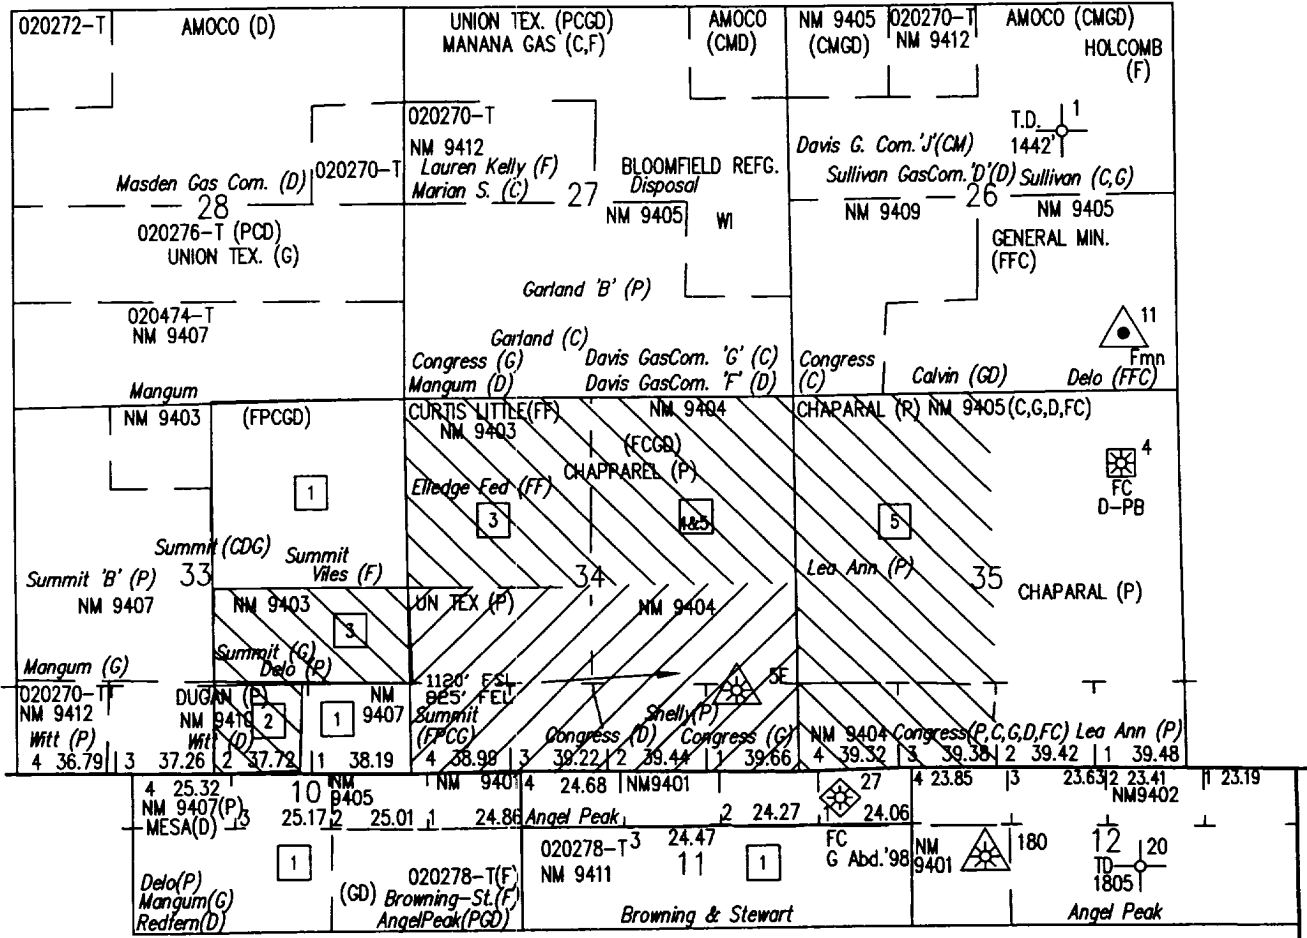 020272-T
AMOCO (D)
UNION TEX. (PCGD)
MANANA GAS (C,F)
AMOCO
(CMD)
NM 9405
(CMGD)
020270-T
NM 9412
AMOCO (CMGD)
HOLCOMB
(F)
T.D.
1442'
1
020270-T
NM 9412
Lauren Kelly (F)
Marian S. (C)
020270-T
Masden Gas Com. (D)
28
020276-T (PCD)
UNION TEX. (G)
27
BLOOMFIELD REFG.
Disposal
NM 9405
WI
Davis G. Com.'J'(CM)
Sullivan GasCom.'D'(D)
Sullivan (C,G)
26
NM 9409
NM 9405
GENERAL MIN.
(FFC)
Garland 'B' (P)
020474-T
NM 9407
Mangum
Garland (C)
Congress (G)
Mangum (D)
Davis GasCom. 'G' (C)
Davis GasCom. 'F' (D)
Congress
(C)
Calvin (GD)
11
Fmn
Delo (FFC)
NM 9403
(FPCGD)
1
CURTIS LITTLE(FF)
NM 9403
NM 9404
(FCGD)
CHAPPAREL (P)
Elledge Fed (FF)
3
4&5
CHAPARAL (P)
NM 9405(C,G,D,FC)
5
4
FC
D-PB
Summit (CDG)
Summit
Viles (F)
Summit 'B' (P)
33
NM 9407
34
Lea Ann (P)
35
CHAPARAL (P)
NM 9403
3
UN TEX (P)
NM 9404
Summit (G)
Delo (P)
Mangum (G)
020270-T
NM 9412
Witt (P)
DUGAN (P)
NM 9410
Witt (D)
2
1
NM
9407
1120' FSL
825' FEL
5E
Summit
(FPCG)
Shelly(P)
Congress (D)
Congress (G)
NM 9404
Congress(P,C,G,D,FC)
Lea Ann (P)
4 36.79
3 37.26
2 37.72
1 38.19
4 38.99
3 39.22
2 39.44
1 39.66
4 39.32
3 39.38
2 39.42
1 39.48
4 25.32
NM 9407(P)
MESA(D)
3 25.17
10
NM
9405
2 25.01
NM 9401
1 24.86
4 24.68
NM9401
Angel Peak
2 24.27
27
1 24.06
4 23.85
3 23.63
2 23.41
NM9402
1 23.19
1
Delo(P)
Mangum(G)
Redfern(D)
(GD)
020278-T(F)
Browning-St.(F)
AngelPeak(PGD)
020278-T
NM 9411
3 24.47
11
1
FC
G Abd.'98
Browning & Stewart
NM
9401
180
12
TD
1805
20
Angel Peak